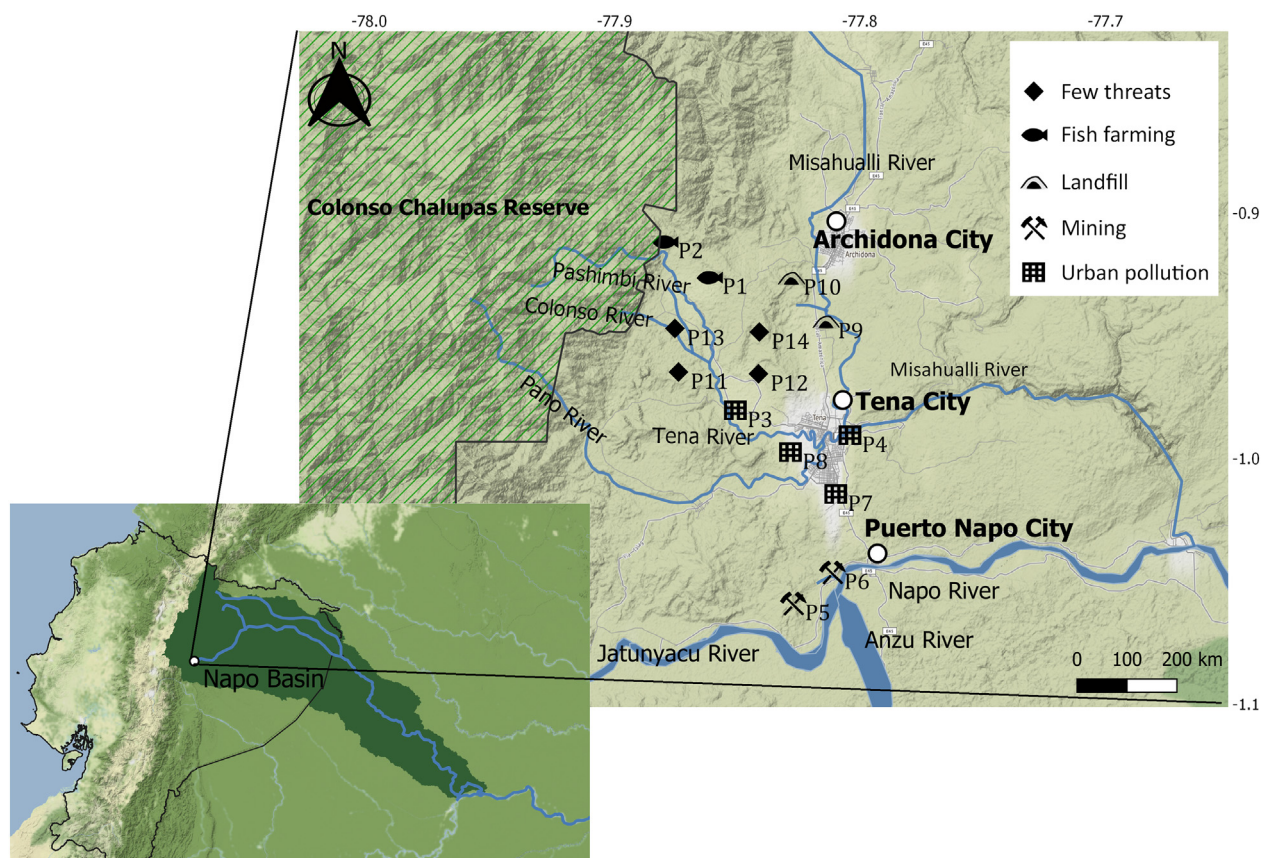 -78.0
-77.9
-77.8
-77.7
N
Few threats
Fish farming
Landfill
Mining
Urban pollution
Misahualli River
Colonso Chalupas Reserve
-0.9
Archidona City
Archidona
P2
Pashimbi River
P1
P10
Colonso River
P13
P14
P9
P11
P12
Misahualli River
Pano River
Tena City
P3
Tena
Tena River
P4
P8
-1.0
P7
Puerto Napo City
P6
Napo River
P5
Anzu River
Jatunyacu River
0 100 200 km
Napo Basin
-1.1